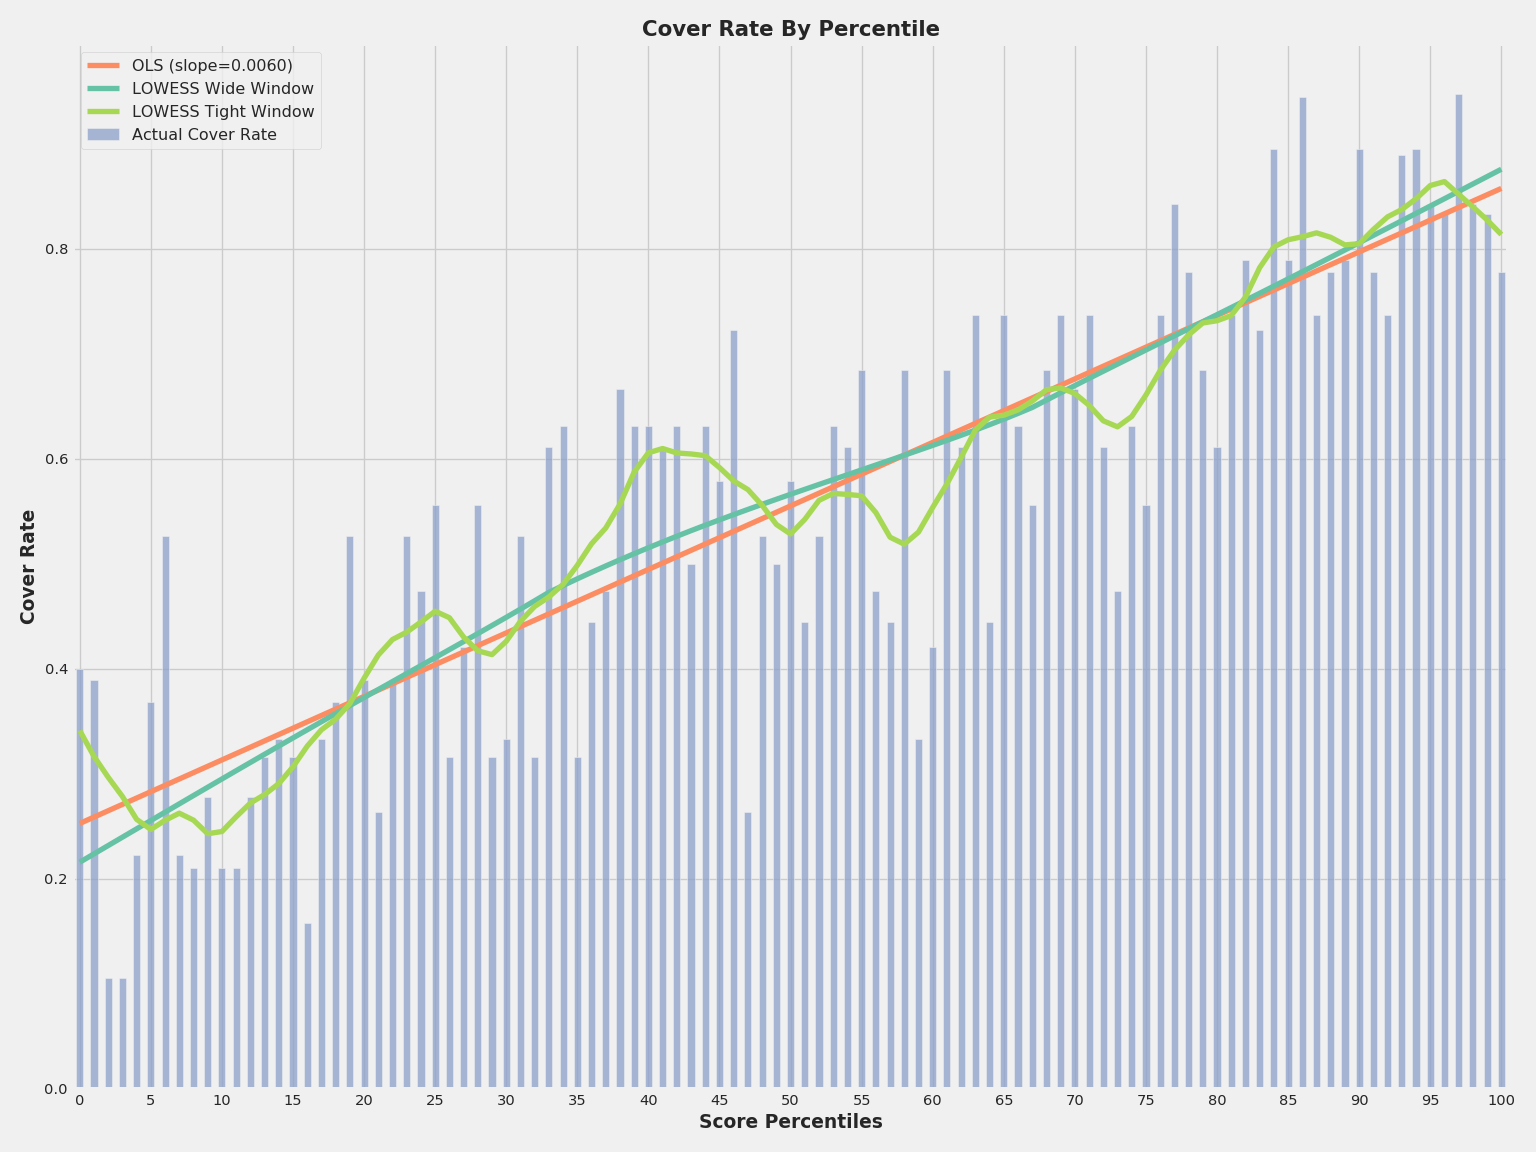 Cover Rate By Percentile
OLS (slope=0.0060)
LOWESS Wide Window
LOWESS Tight Window
Actual Cover Rate
0.8
0.6
0.4
0.2
0.0
Cover Rate
0 5 10 15 20 25 30 35 40 45 50 55 60 65 70 75 80 85 90 95 100
Score Percentiles